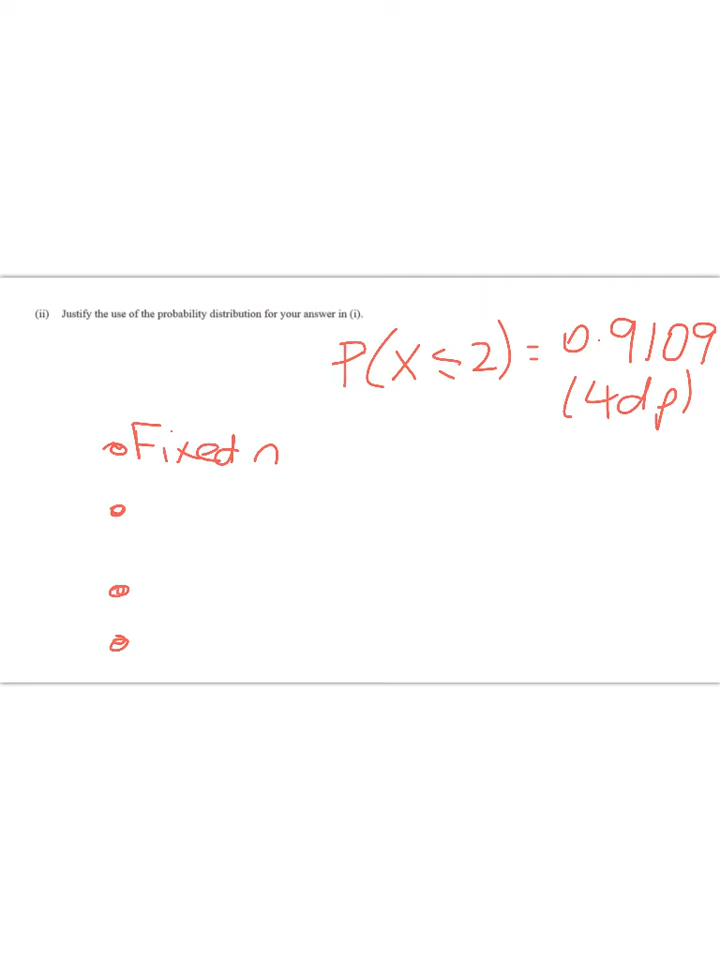 (ii) Justify the use of the probability distribution for your answer in (i).
P(X ≤ 2) = 0.9109
(4dp)
• Fixed n
•
•
•